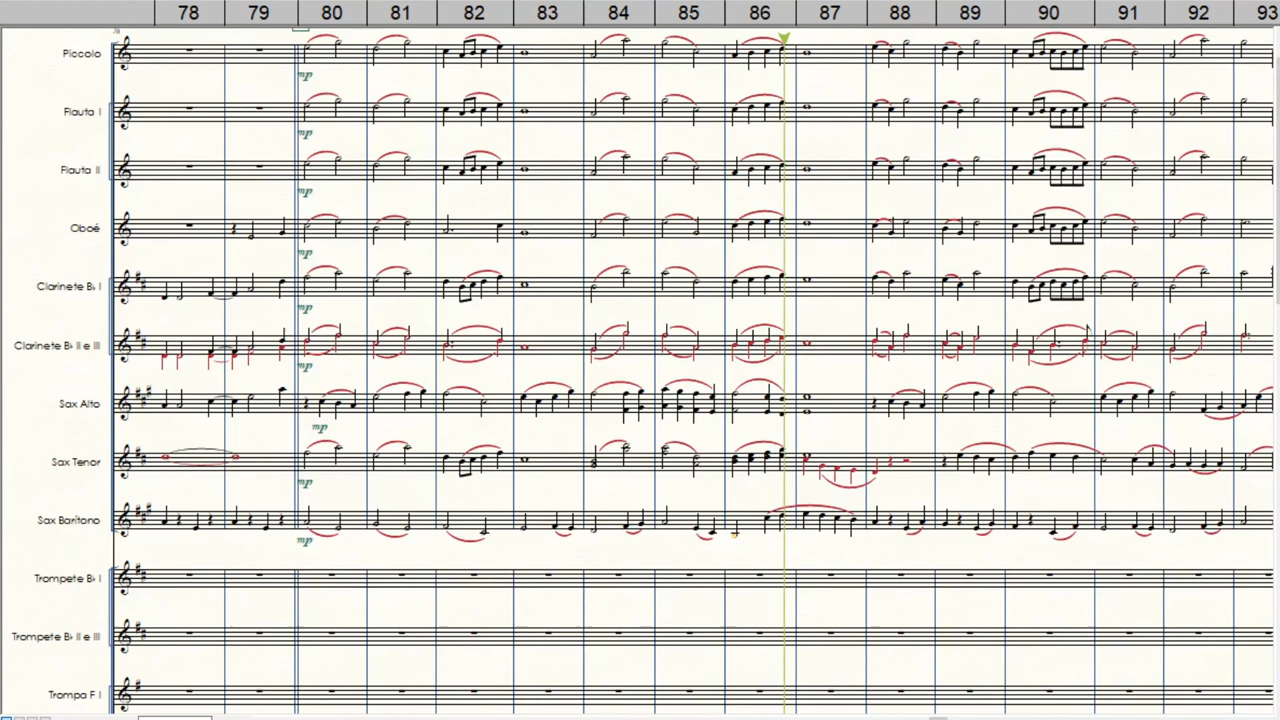 78 79 80 81 82 83 84 85 86 87 88 89 90 91 92 93
78
Piccolo
mp
Flauta I
mp
Flauta II
mp
Oboé
mp
Clarinete B♭ I
mp
Clarinete B♭ II e III
mp
Sax Alto
mp
Sax Tenor
mp
Sax Barítono
mp
Trompete B♭ I
Trompete B♭ II e III
Trompa F I